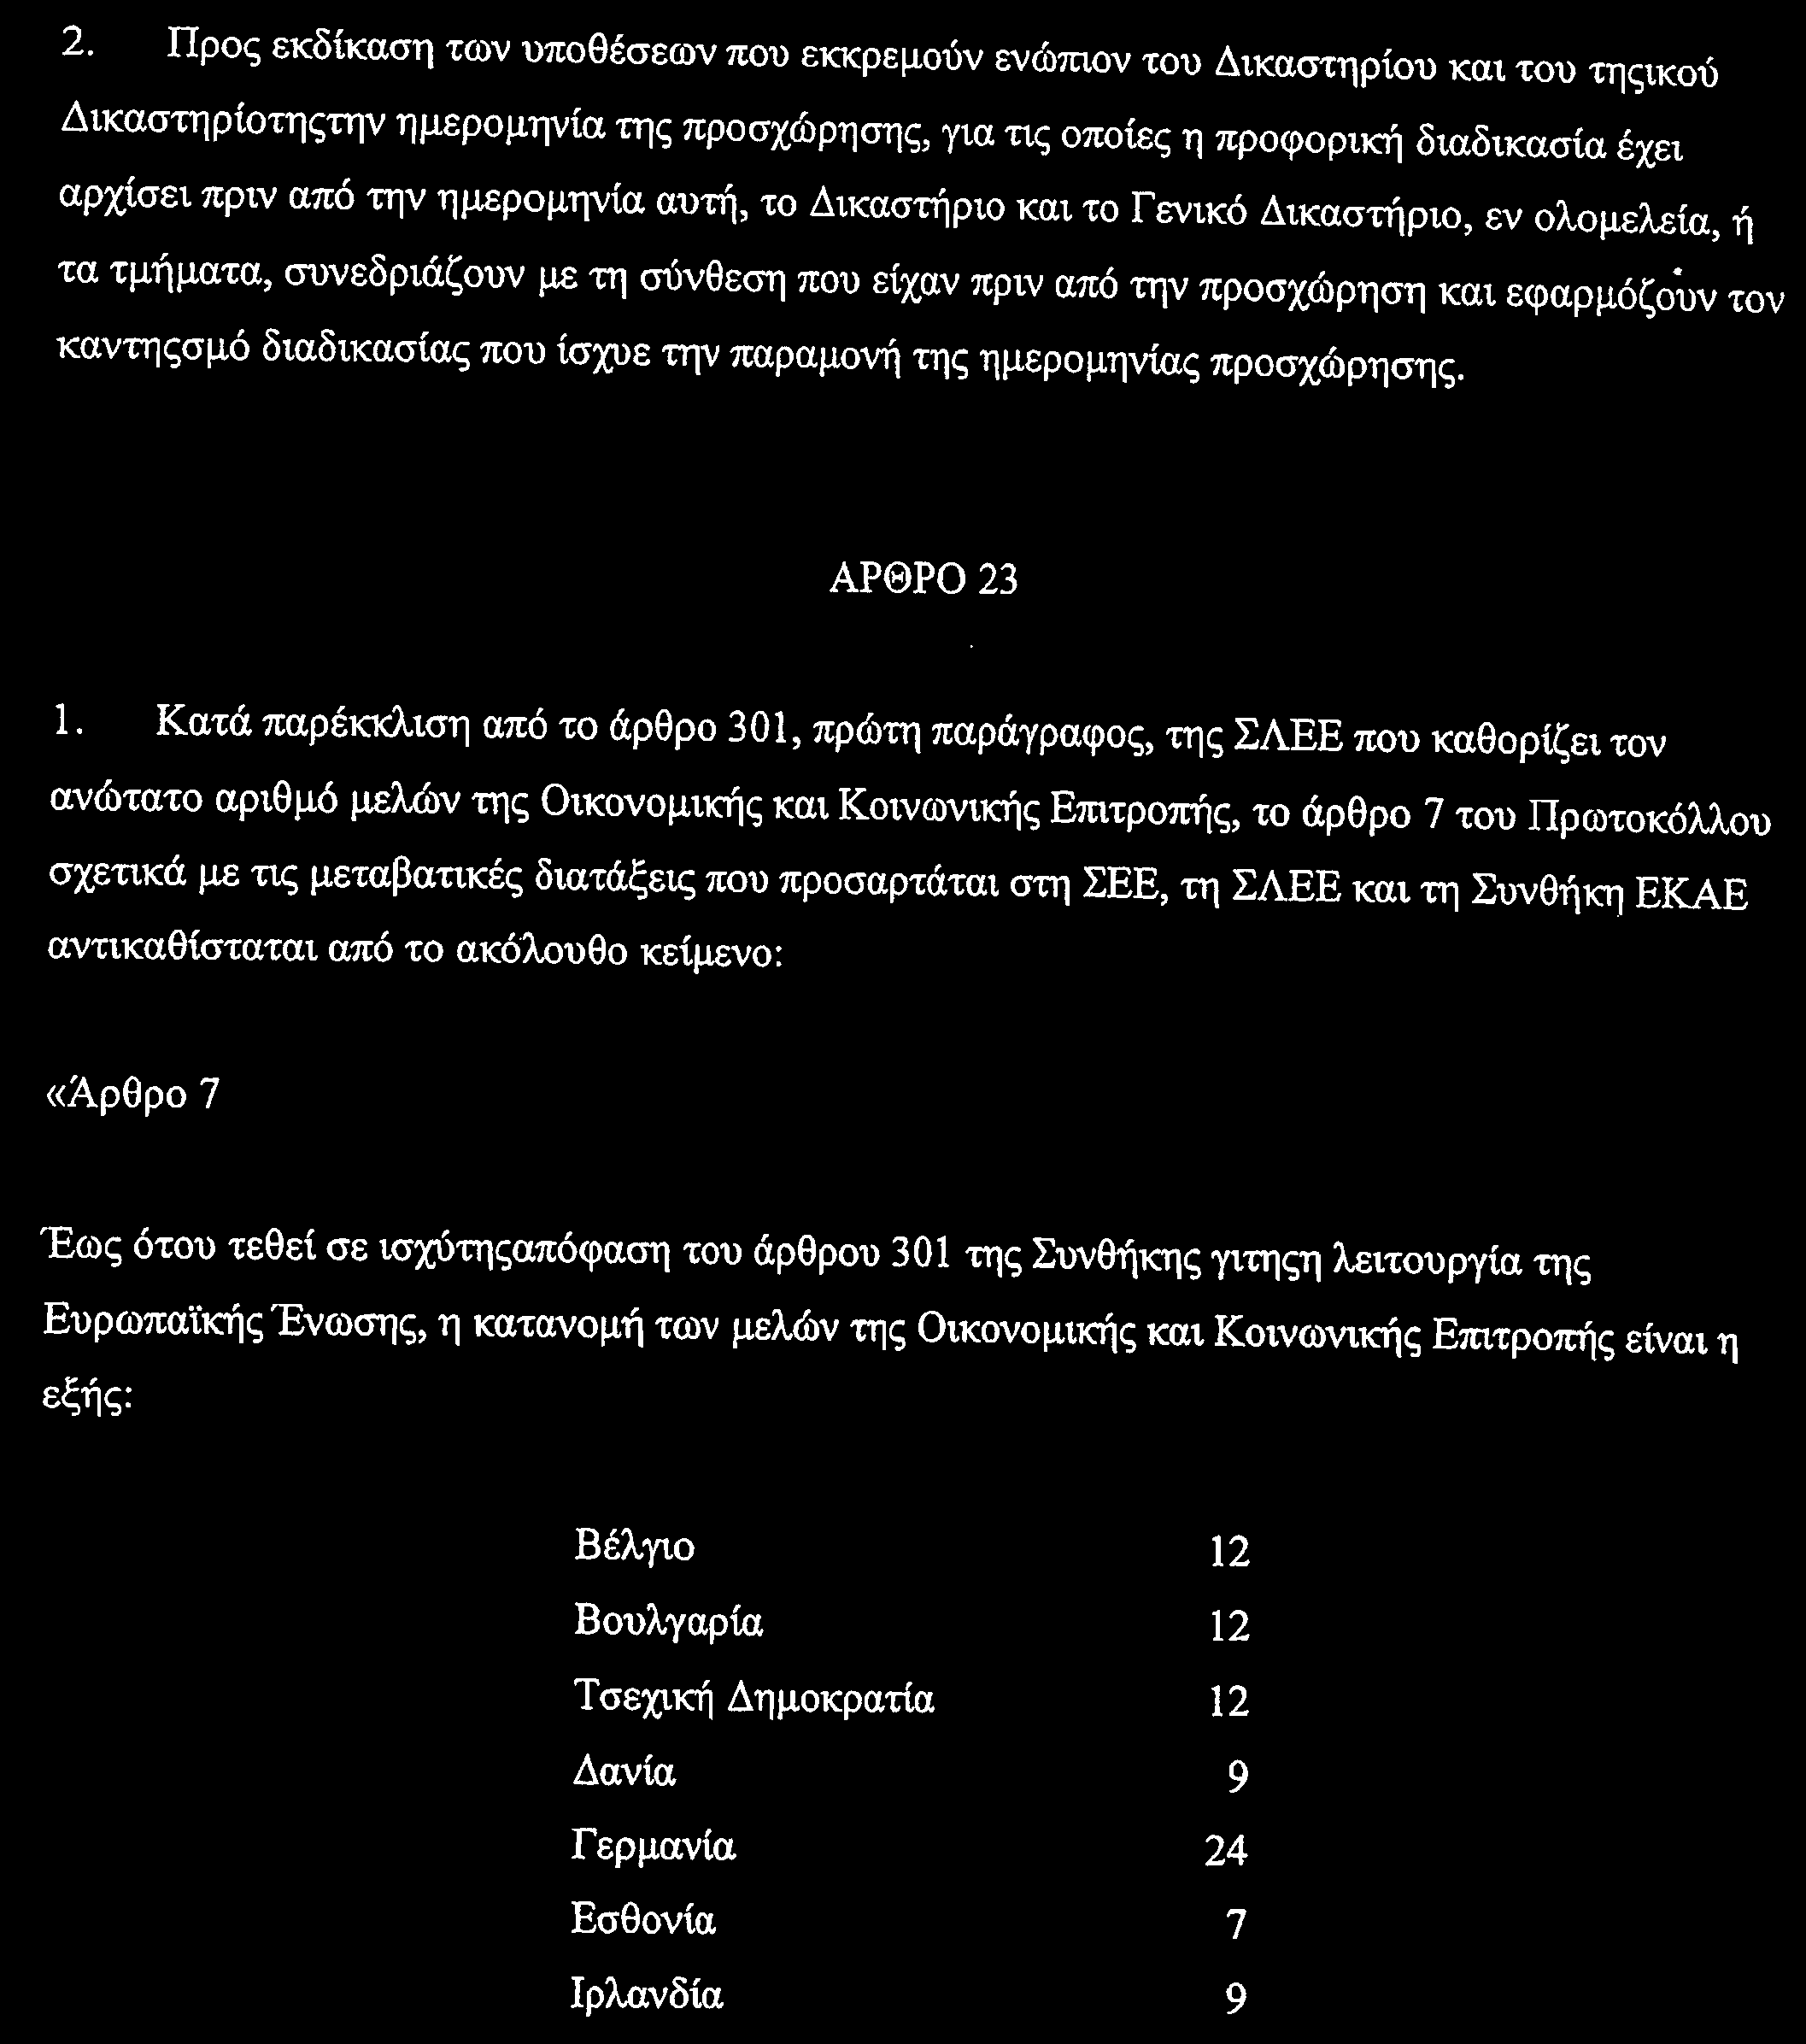 2. Προς εκδίκαση των υποθέσεων που εκκρεμούν ενώπιον του Δικαστηρίου και του τηςικού
Δικαστηρίοτηςτην ημερομηνία της προσχώρησης, για τις οποίες η προφορική διαδικασία έχει
αρχίσει πριν από την ημερομηνία αυτή, το Δικαστήριο και το Γενικό Δικαστήριο, εν ολομελεία, ή
τα τμήματα, συνεδριάζουν με τη σύνθεση που είχαν πριν από την προσχώρηση και εφαρμόζουν τον
καντηςσμό διαδικασίας που ίσχυε την παραμονή της ημερομηνίας προσχώρησης.
ΑΡΘΡΟ 23
1. Κατά παρέκκλιση από το άρθρο 301, πρώτη παράγραφος, της ΣΛΕΕ που καθορίζει τον
ανώτατο αριθμό μελών της Οικονομικής και Κοινωνικής Επιτροπής, το άρθρο 7 του Πρωτοκόλλου
σχετικά με τις μεταβατικές διατάξεις που προσαρτάται στη ΣΕΕ, τη ΣΛΕΕ και τη Συνθήκη ΕΚΑΕ
αντικαθίσταται από το ακόλουθο κείμενο:
«Άρθρο 7
Έως ότου τεθεί σε ισχύτηςαπόφαση του άρθρου 301 της Συνθήκης γιτηςη λειτουργία της
Ευρωπαϊκής Ένωσης, η κατανομή των μελών της Οικονομικής και Κοινωνικής Επιτροπής είναι η
εξής:
Βέλγιο 12
Βουλγαρία 12
Τσεχική Δημοκρατία 12
Δανία 9
Γερμανία 24
Εσθονία 7
Ιρλανδία 9